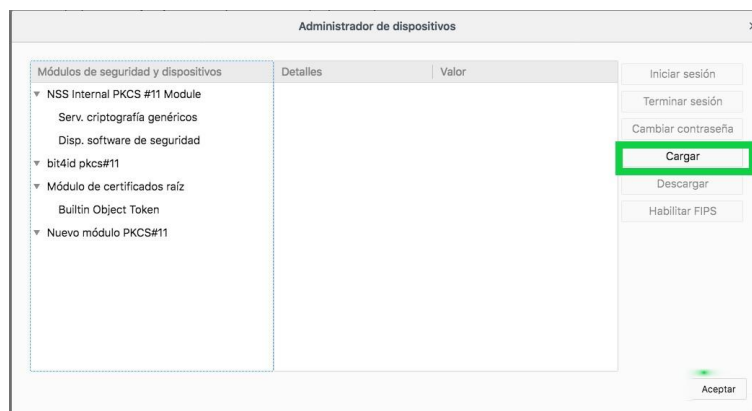 Administrador de dispositivos
Módulos de seguridad y dispositivos Detalles Valor
NSS Internal PKCS #11 Module
Serv. criptografía genéricos
Disp. software de seguridad
bit4id pkcs#11
Módulo de certificados raíz
Builtin Object Token
Nuevo módulo PKCS#11
Iniciar sesión
Terminar sesión
Cambiar contraseña
Cargar
Descargar
Habilitar FIPS
Aceptar